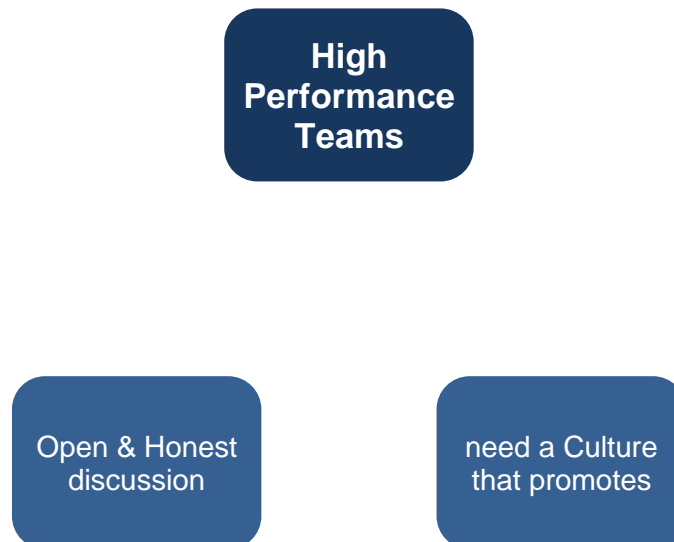 High
Performance
Teams
Open & Honest
discussion
need a Culture
that promotes